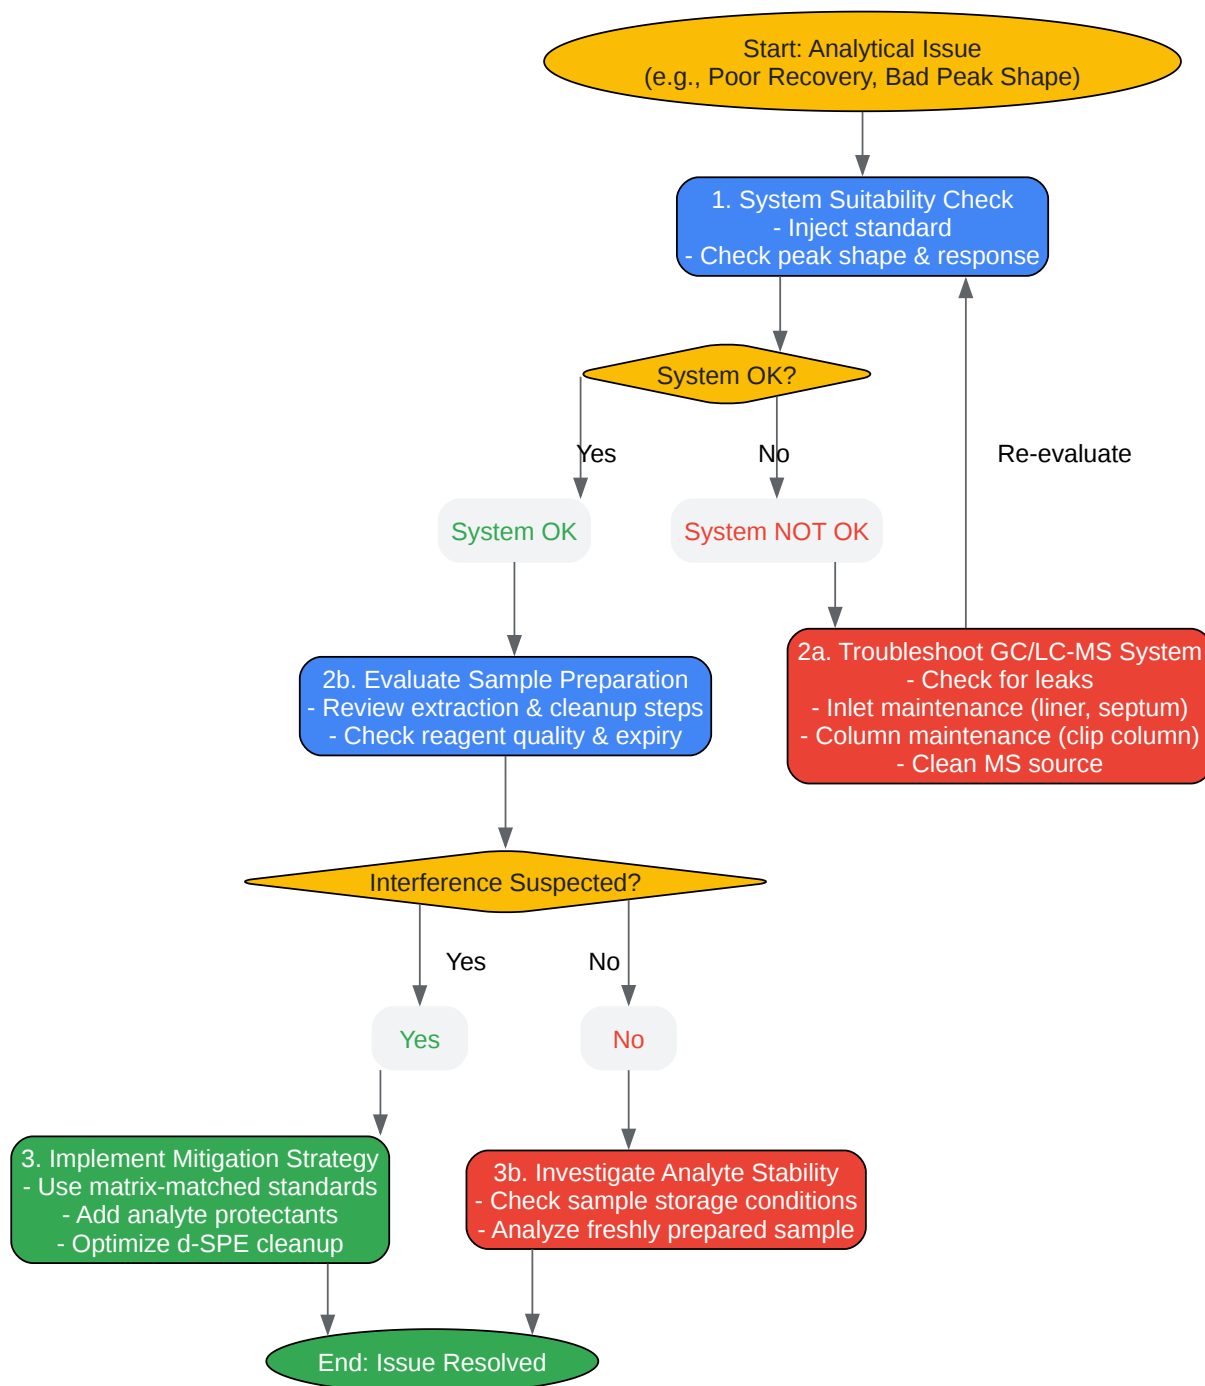 Start: Analytical Issue
(e.g., Poor Recovery, Bad Peak Shape)
1. System Suitability Check
- Inject standard
- Check peak shape & response
System OK?
Yes
No
Re-evaluate
System OK
System NOT OK
2a. Troubleshoot GC/LC-MS System
- Check for leaks
- Inlet maintenance (liner, septum)
- Column maintenance (clip column)
- Clean MS source
2b. Evaluate Sample Preparation
- Review extraction & cleanup steps
- Check reagent quality & expiry
Interference Suspected?
Yes
No
Yes
No
3. Implement Mitigation Strategy
- Use matrix-matched standards
- Add analyte protectants
- Optimize d-SPE cleanup
3b. Investigate Analyte Stability
- Check sample storage conditions
- Analyze freshly prepared sample
End: Issue Resolved